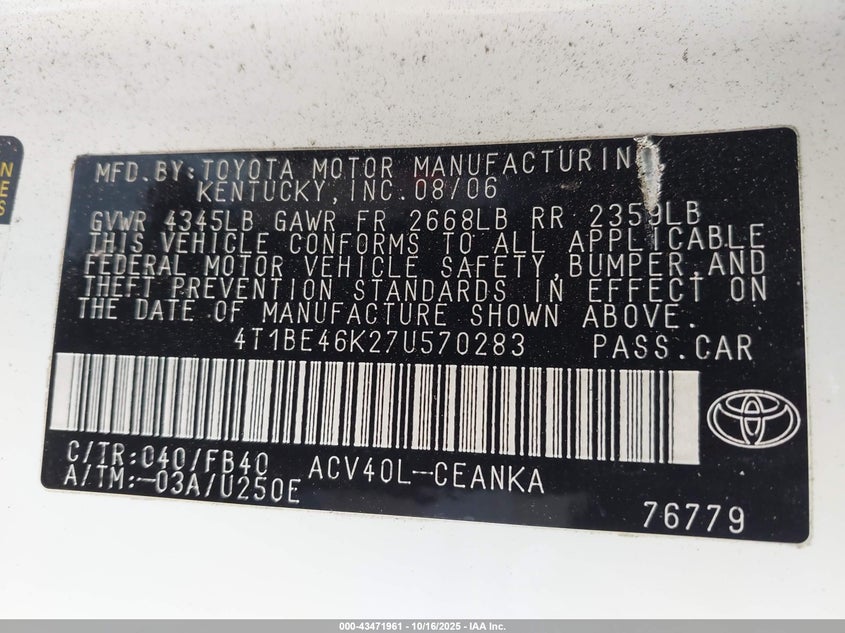 N
E
S
MFD.BY:TOYOTA MOTOR MANUFACTURIN
KENTUCKY,INC.08/06
GVWR 4345LB GAWR FR 2668LB RR 2359LB
THIS VEHICLE CONFORMS TO ALL APPLICABLE
FEDERAL MOTOR VEHICLE SAFETY,BUMPER,AND
THEFT PREVENTION STANDARDS IN EFFECT ON
THE DATE OF MANUFACTURE SHOWN ABOVE.
4T1BE46K27U570283 PASS.CAR
C/TR:040/FB40 ACV40L-CEANKA
A/TM:-03A/U250E
76779
000-43471961 - 10/16/2025 - IAA Inc.